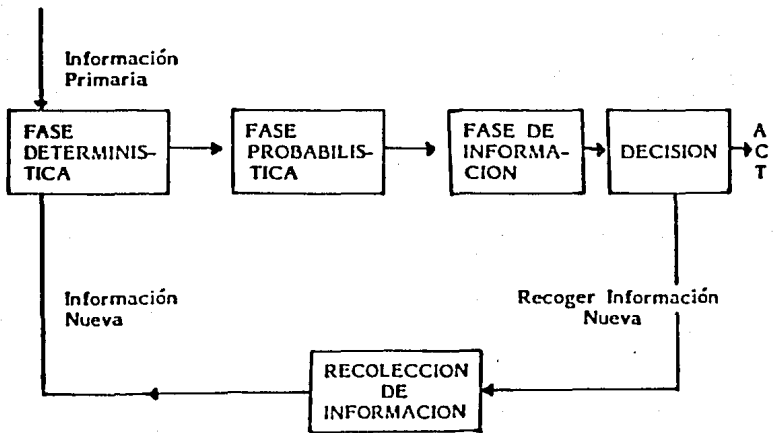 Información
Primaria
FASE
DETERMINIS-
TICA
FASE
PROBABILIS-
TICA
FASE DE
INFORMA-
CION
DECISION
A
C
T
Información
Nueva
Recoger Información
Nueva
RECOLECCION
DE
INFORMACION